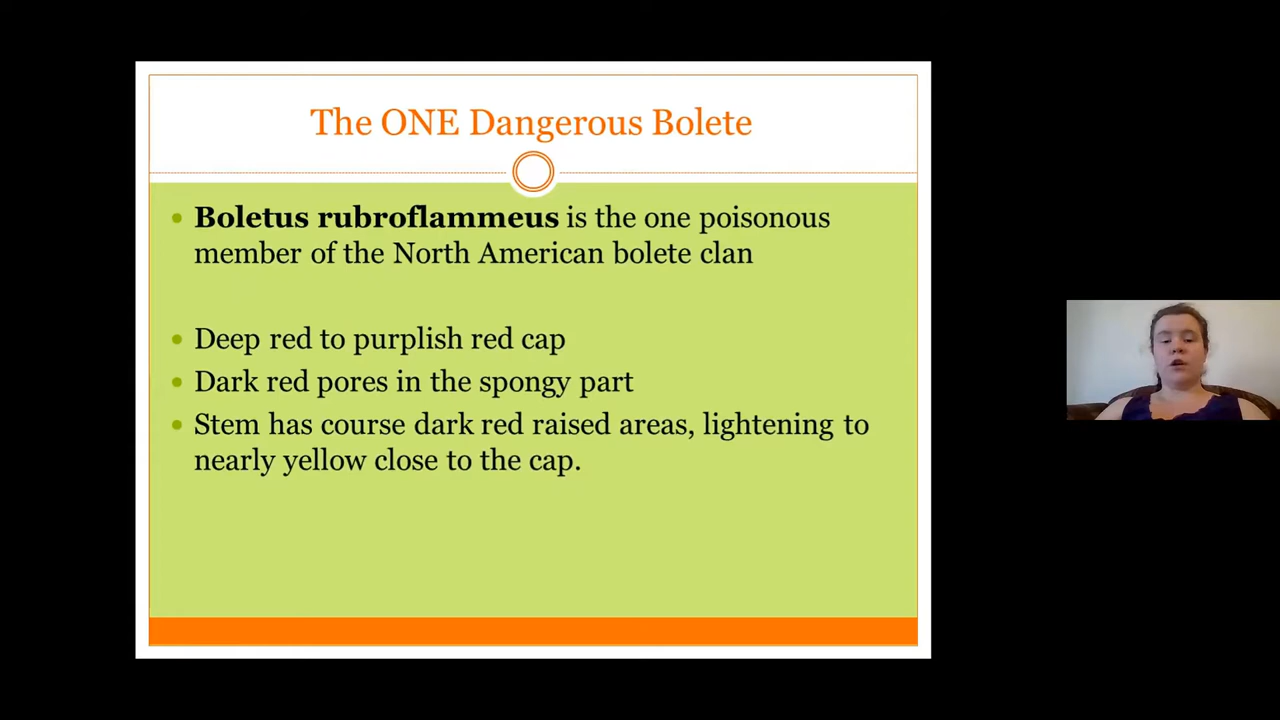 The ONE Dangerous Bolete
Boletus rubroflammeus is the one poisonous
member of the North American bolete clan
Deep red to purplish red cap
Dark red pores in the spongy part
Stem has course dark red raised areas, lightening to
nearly yellow close to the cap.